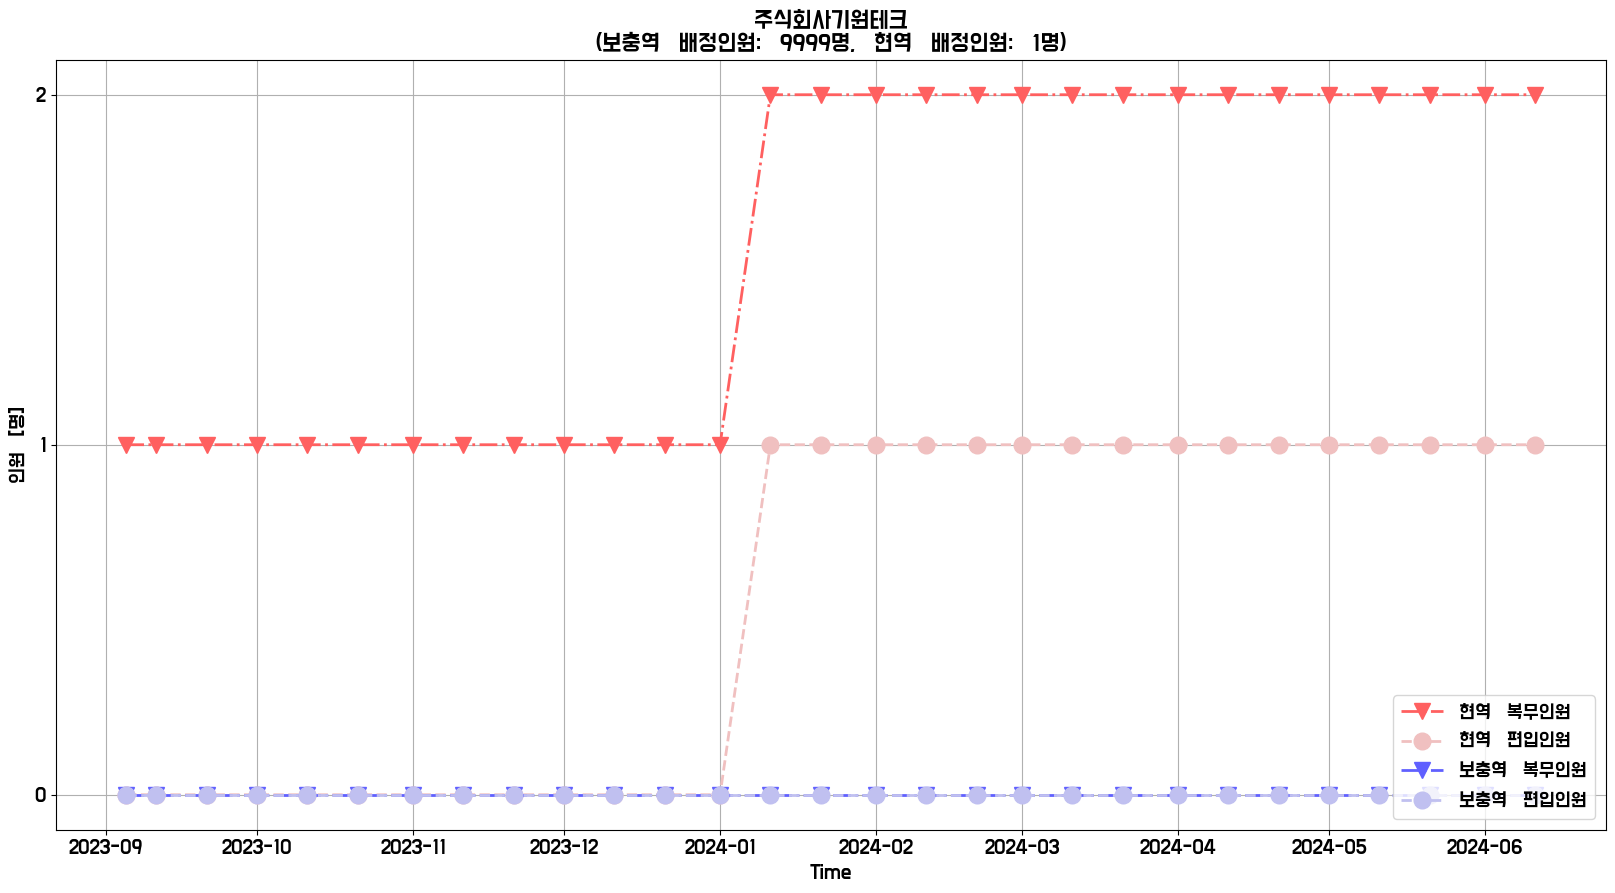 주식회사기원테크
(보충역 배정인원: 9999명, 현역 배정인원: 1명)
인원 [명]
2
1
0
현역 복무인원
현역 편입인원
보충역 복무인원
보충역 편입인원
2023-09 2023-10 2023-11 2023-12 2024-01 2024-02 2024-03 2024-04 2024-05 2024-06
Time